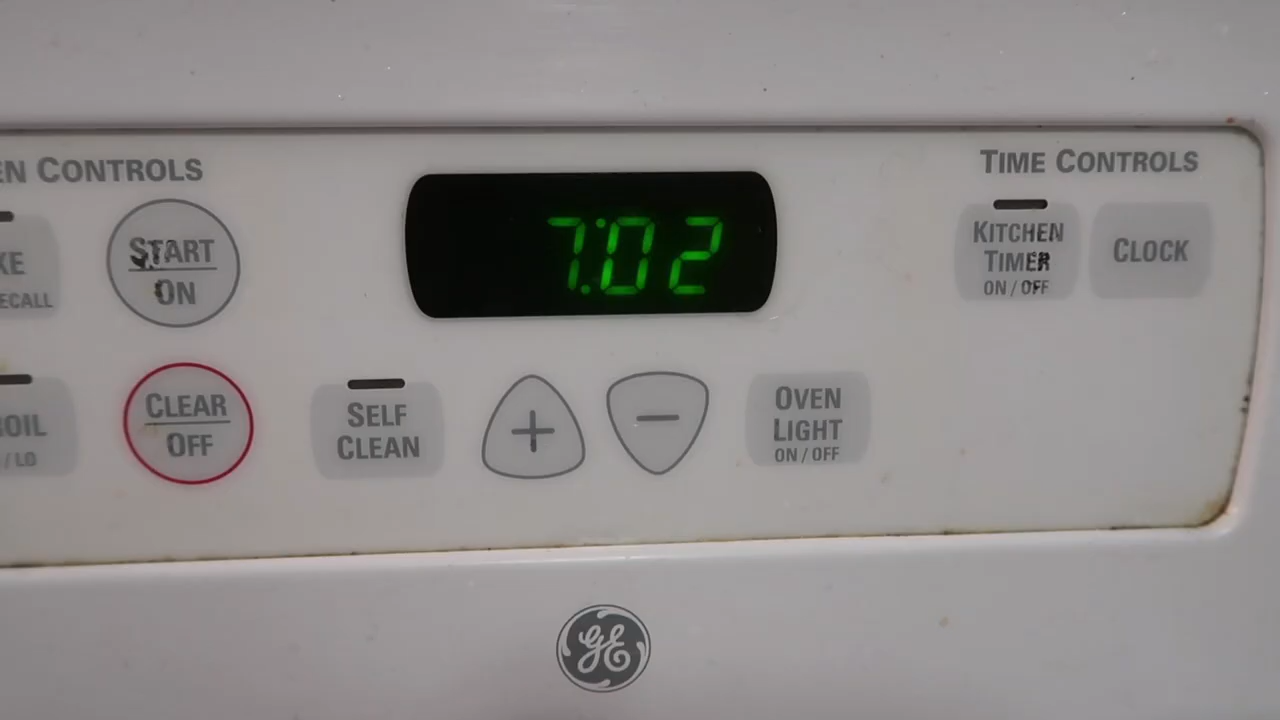 EN CONTROLS
TIME CONTROLS
7:02
START
ON
KITCHEN
TIMER
ON / OFF
CLOCK
KE
ECALL
CLEAR
OFF
SELF
CLEAN
+
−
OVEN
LIGHT
ON / OFF
OIL
/ LO
GE